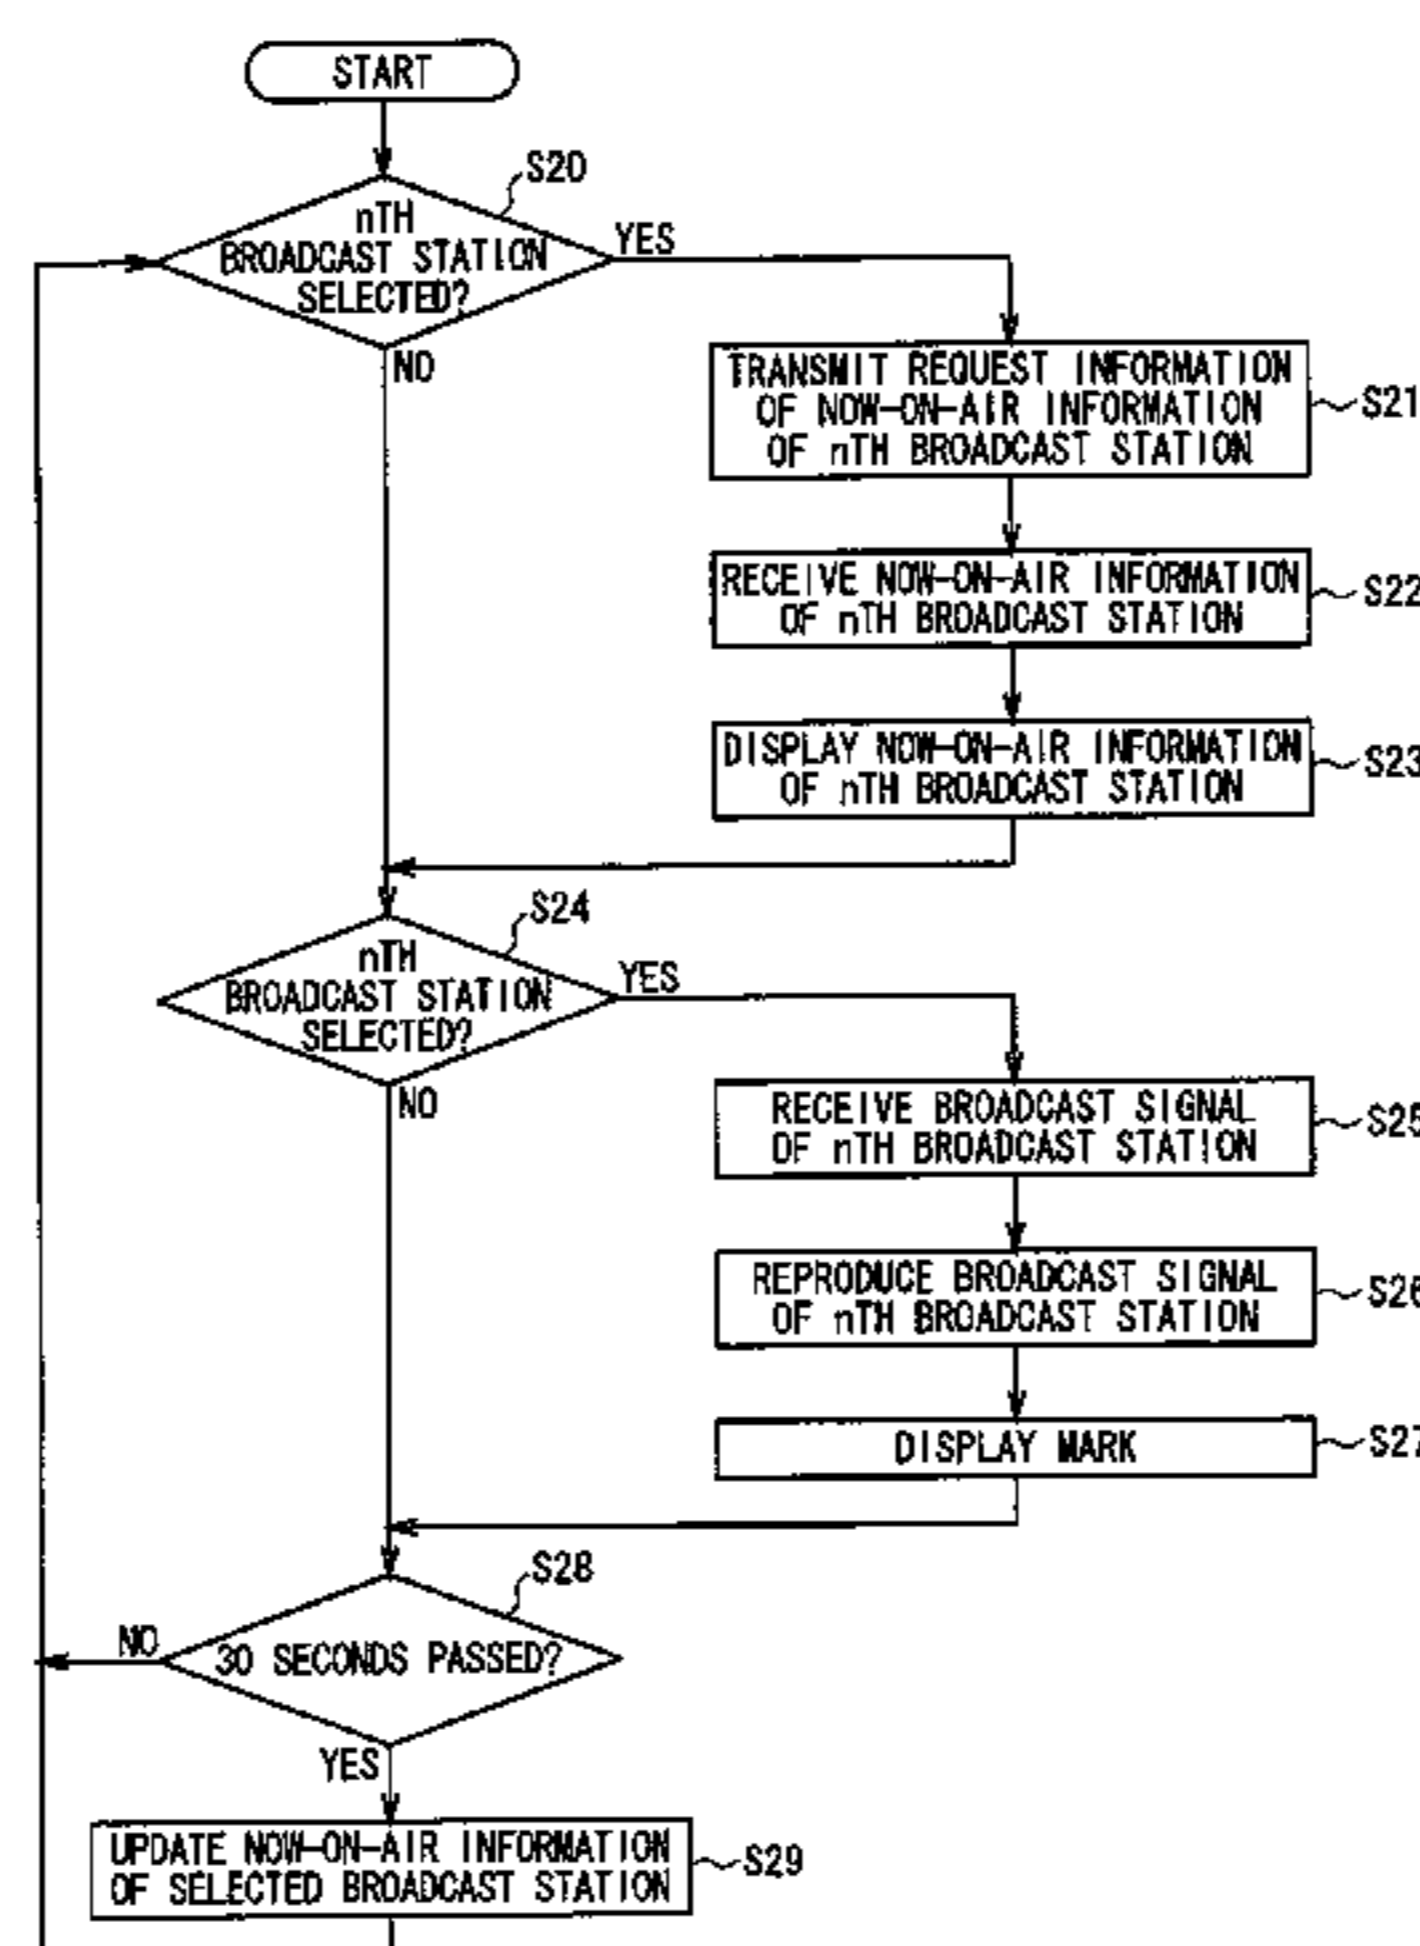 START
S20
nTH
BROADCAST STATION
SELECTED?
YES
NO
TRANSMIT REQUEST INFORMATION
OF NOW-ON-AIR INFORMATION
OF nTH BROADCAST STATION
S21
RECEIVE NOW-ON-AIR INFORMATION
OF nTH BROADCAST STATION
S22
DISPLAY NOW-ON-AIR INFORMATION
OF nTH BROADCAST STATION
S23
S24
nTH
BROADCAST STATION
SELECTED?
YES
NO
RECEIVE BROADCAST SIGNAL
OF nTH BROADCAST STATION
S25
REPRODUCE BROADCAST SIGNAL
OF nTH BROADCAST STATION
S26
DISPLAY MARK
S27
S28
30 SECONDS PASSED?
NO
YES
UPDATE NOW-ON-AIR INFORMATION
OF SELECTED BROADCAST STATION
S29